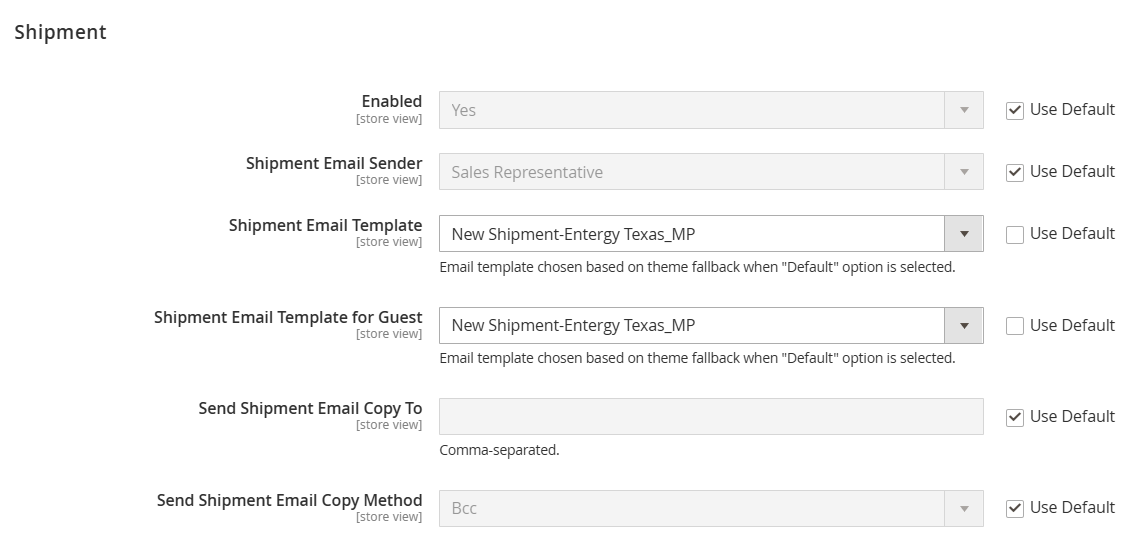 Shipment
Enabled
[store view]
Yes
Use Default
Shipment Email Sender
[store view]
Sales Representative
Use Default
Shipment Email Template
[store view]
New Shipment-Entergy Texas_MP
Use Default
Email template chosen based on theme fallback when "Default" option is selected.
Shipment Email Template for Guest
[store view]
New Shipment-Entergy Texas_MP
Use Default
Email template chosen based on theme fallback when "Default" option is selected.
Send Shipment Email Copy To
[store view]
Use Default
Comma-separated.
Send Shipment Email Copy Method
[store view]
Bcc
Use Default